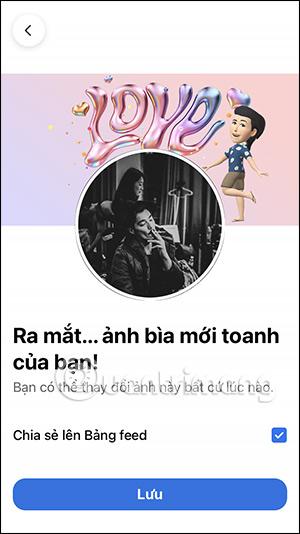 LOVE
Ra mắt... ảnh bìa mới toanh
của bạn!
Bạn có thể thay đổi ảnh này bất cứ lúc nào.
Quantrimang
Chia sẻ lên Bảng feed
Lưu